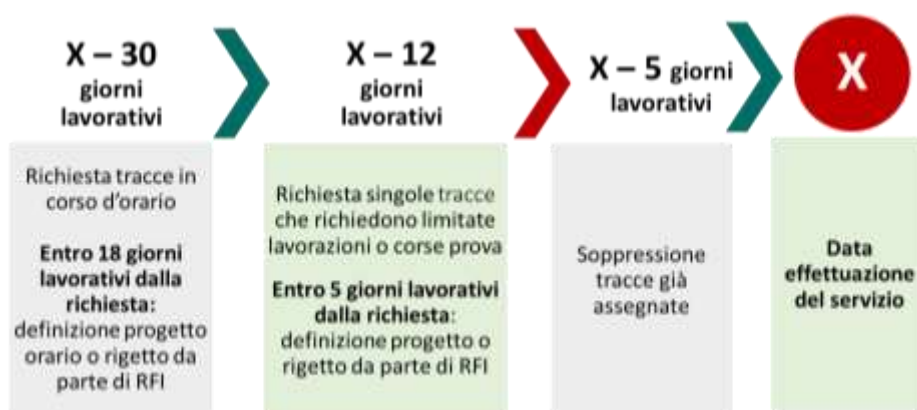 X – 30
giorni
lavorativi
Richiesta tracce in
corso d'orario
Entro 18 giorni
lavorativi dalla
richiesta:
definizione progetto
orario o rigetto da
parte di RFI
X – 12
giorni
lavorativi
Richiesta singole tracce
che richiedono limitate
lavorazioni o corse prova
Entro 5 giorni lavorativi
dalla richiesta:
definizione progetto o
rigetto da parte di RFI
X – 5 giorni
lavorativi
Soppressione
tracce già
assegnate
X
Data
effettuazione
del servizio